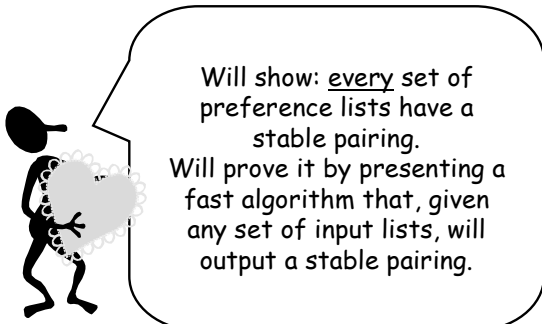 Will show: every set of
preference lists have a
stable pairing.
Will prove it by presenting a
fast algorithm that, given
any set of input lists, will
output a stable pairing.